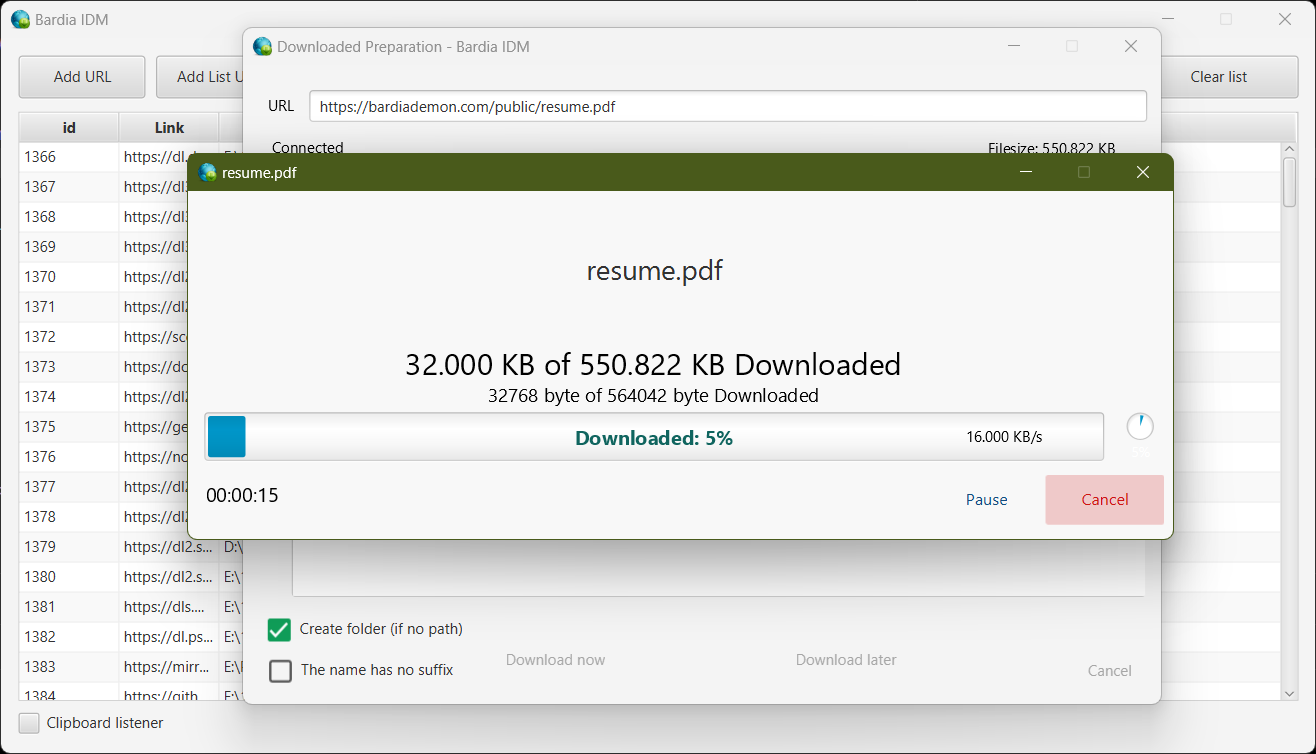 Bardia IDM
Downloaded Preparation - Bardia IDM
Add URL
Add List U
Clear list
URL
https://bardiademon.com/public/resume.pdf
Connected
Filesize: 550.822 KB
id
Link
1366
https://dl.
1367
https://dl
1368
https://dl
1369
https://dl
1370
https://dl
1371
https://dl
1372
https://sc
1373
https://dc
1374
https://dl
1375
https://ge
1376
https://nc
1377
https://dl
1378
https://dl
1379
https://dl2.s...
D:\
1380
https://dl2.s...
E:\
1381
https://dls....
E:\
1382
https://dl.ps...
E:\
1383
https://mirr...
E:\
1384
https://gith
E:\
resume.pdf
resume.pdf
32.000 KB of 550.822 KB Downloaded
32768 byte of 564042 byte Downloaded
Downloaded: 5%
16.000 KB/s
00:00:15
Pause
Cancel
Create folder (if no path)
The name has no suffix
Download now
Download later
Cancel
Clipboard listener